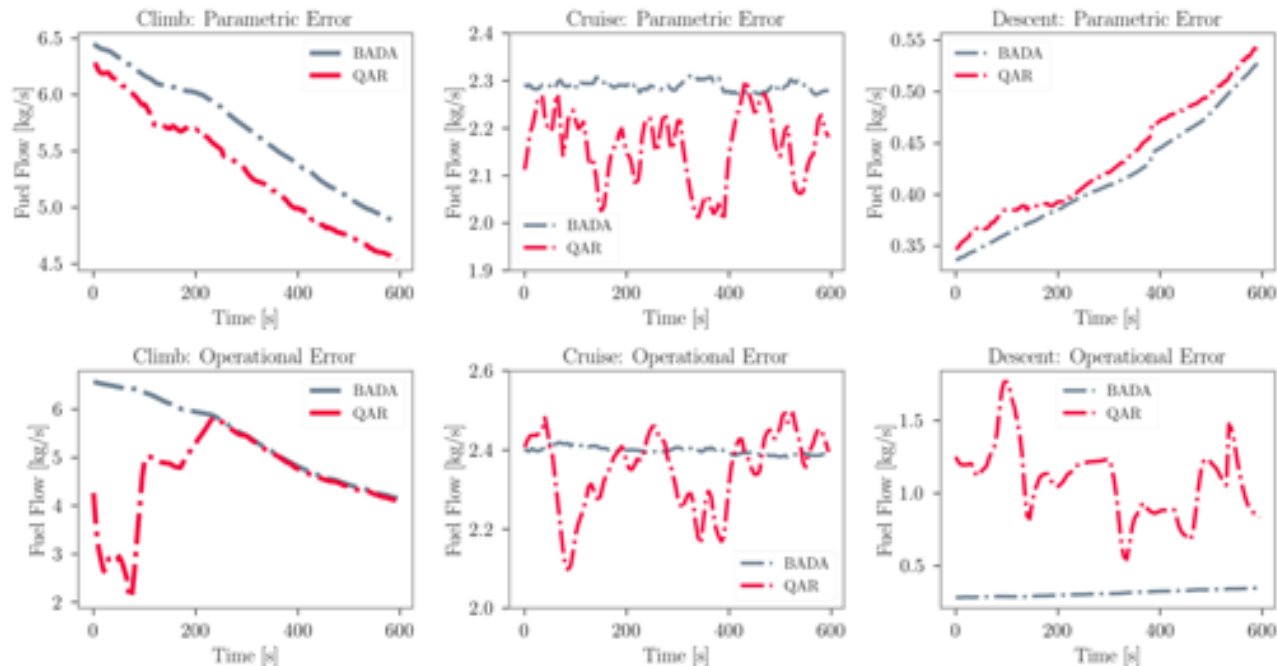 Climb: Parametric Error
Fuel Flow [kg/s]
6.5
6.0
5.5
5.0
4.5
BADA
QAR
0
200
400
600
Time [s]
Cruise: Parametric Error
Fuel Flow [kg/s]
2.4
2.3
2.2
2.1
2.0
1.9
BADA
QAR
0
200
400
600
Time [s]
Descent: Parametric Error
Fuel Flow [kg/s]
0.55
0.50
0.45
0.40
0.35
BADA
QAR
0
200
400
600
Time [s]
Climb: Operational Error
Fuel Flow [kg/s]
6
5
4
3
2
BADA
QAR
0
200
400
600
Time [s]
Cruise: Operational Error
Fuel Flow [kg/s]
2.6
2.4
2.2
2.0
BADA
QAR
0
200
400
600
Time [s]
Descent: Operational Error
Fuel Flow [kg/s]
1.5
1.0
0.5
BADA
QAR
0
200
400
600
Time [s]